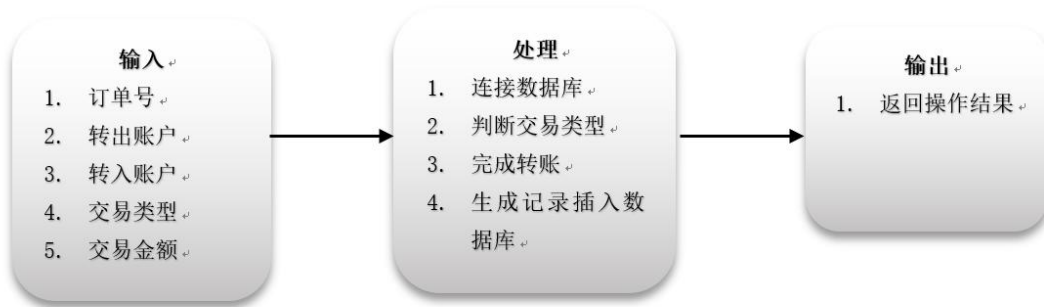 输入
1. 订单号
2. 转出账户
3. 转入账户
4. 交易类型
5. 交易金额
处理
1. 连接数据库
2. 判断交易类型
3. 完成转账
4. 生成记录插入数
据库
输出
1. 返回操作结果